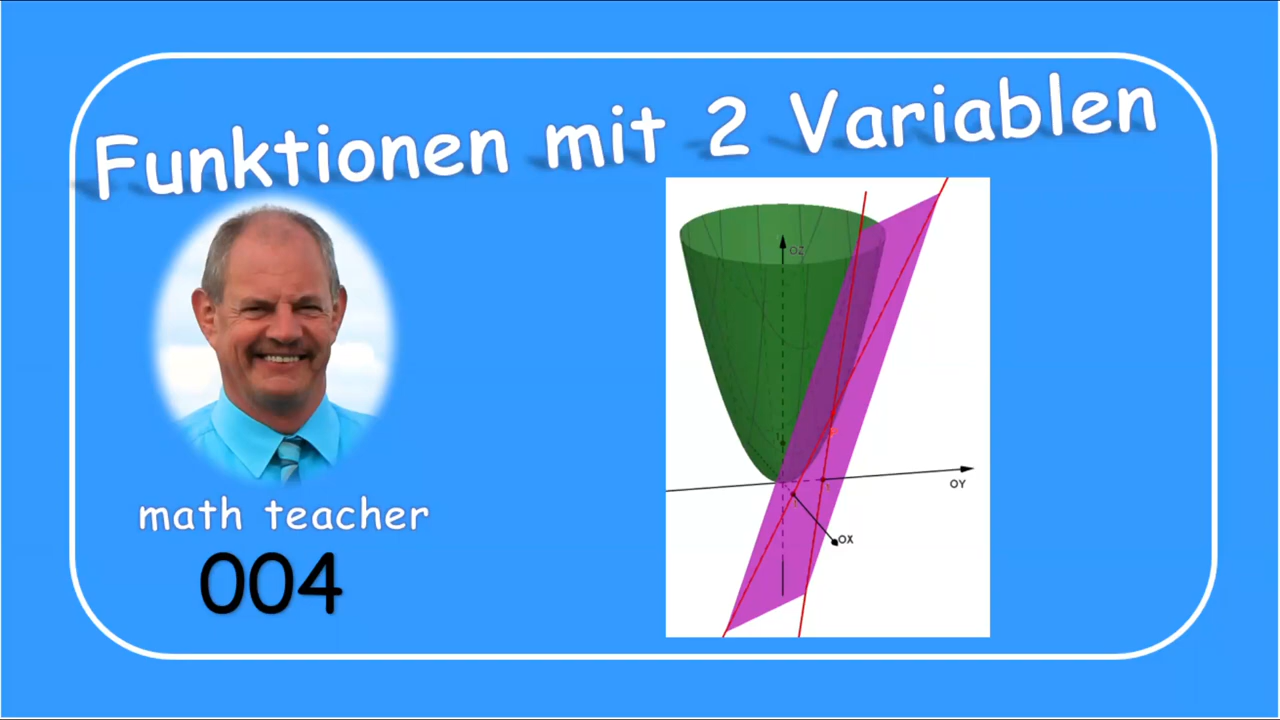 Funktionen mit 2 Variablen
OZ
OY
OX
math teacher
004